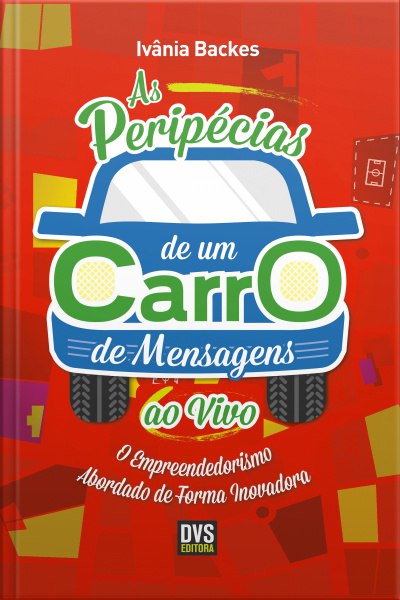 Ivânia Backes
As
Peripécias
de um
CarrO
de Mensagens
ao Vivo
O Empreendedorismo
Abordado de Forma Inovadora
DVS
EDITORA